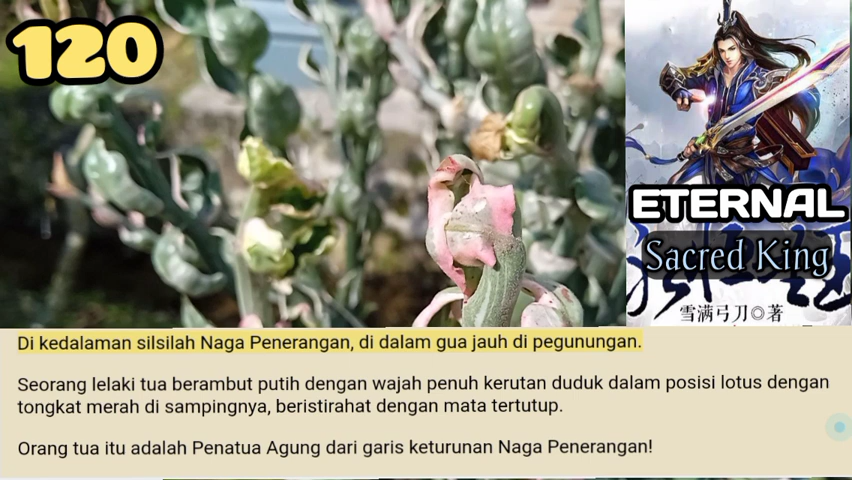 120
ETERNAL
Sacred King
雪满弓刀◎著
Di kedalaman silsilah Naga Penerangan, di dalam gua jauh di pegunungan.
Seorang lelaki tua berambut putih dengan wajah penuh kerutan duduk dalam posisi lotus dengan
tongkat merah di sampingnya, beristirahat dengan mata tertutup.
Orang tua itu adalah Penatua Agung dari garis keturunan Naga Penerangan!